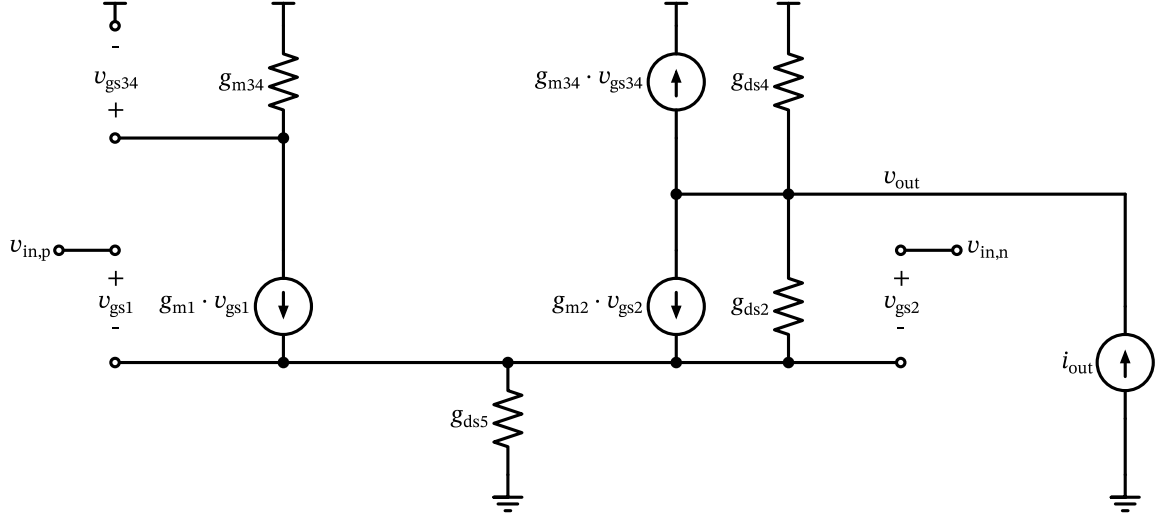 -
v_gs34
+
g_m34
g_m34 · v_gs34
g_ds4
v_out
v_in,p
+
v_gs1
-
g_m1 · v_gs1
g_m2 · v_gs2
g_ds2
+
v_gs2
-
v_in,n
g_ds5
i_out